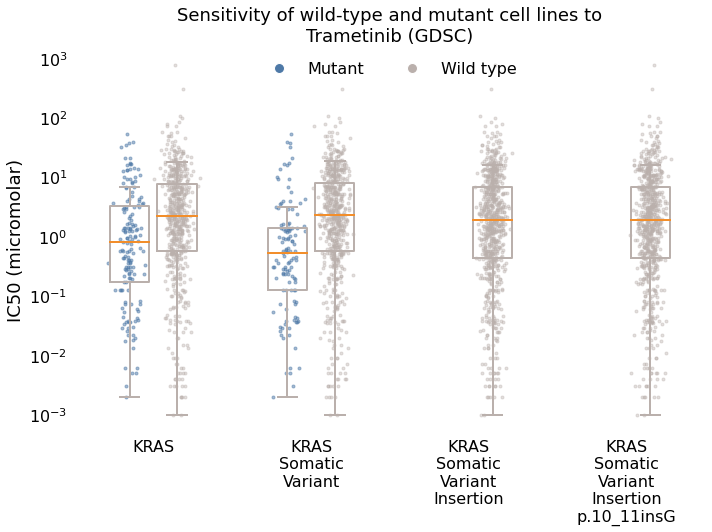 Sensitivity of wild-type and mutant cell lines to
Trametinib (GDSC)
Mutant
Wild type
IC50 (micromolar)
10³
10²
10¹
10⁰
10⁻¹
10⁻²
10⁻³
KRAS
KRAS
Somatic
Variant
KRAS
Somatic
Variant
Insertion
KRAS
Somatic
Variant
Insertion
p.10_11insG